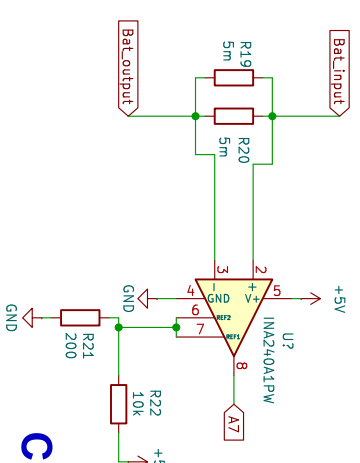 Bat_output
Bat_input
R19
5m
R20
5m
3
2
-
+
4
GND
V+
5
+5V
GND
6
REF2
7
REF1
U?
INA240A1PW
8
A7
GND
R21
200
R22
10k
C